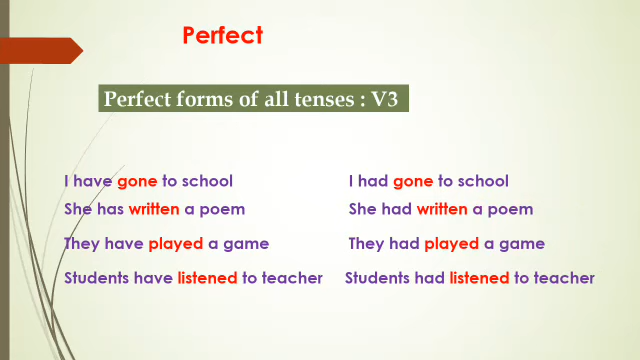 Perfect
Perfect forms of all tenses : V3
I have gone to school
She has written a poem
They have played a game
Students have listened to teacher
I had gone to school
She had written a poem
They had played a game
Students had listened to teacher